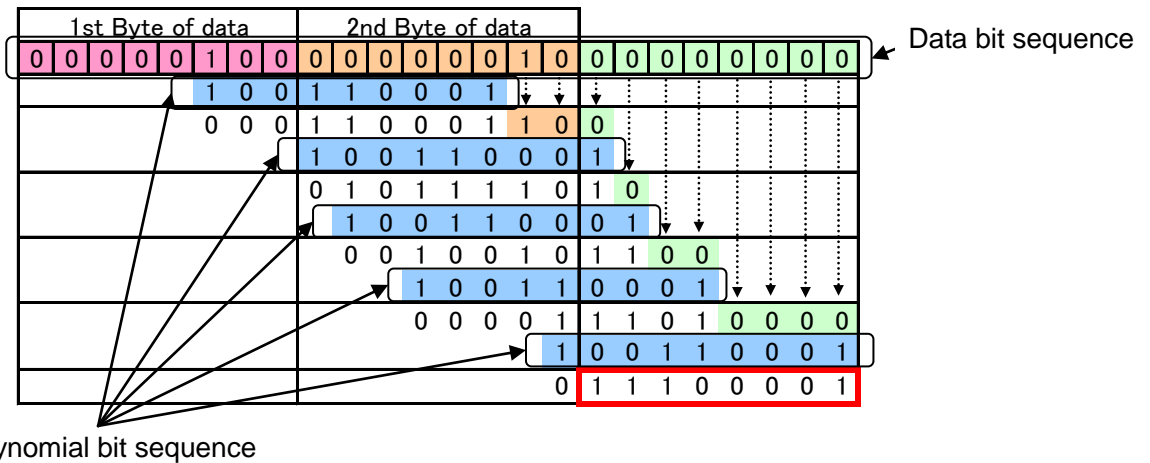 1st Byte of data 2nd Byte of data
Data bit sequence
0 0 0 0 0 1 0 0 0 0 0 0 0 0 1 0 0 0 0 0 0 0 0 0
1 0 0 1 1 0 0 0 1
0 0 0 1 1 0 0 0 1 1 0 0
1 0 0 1 1 0 0 0 1
0 1 0 1 1 1 1 0 1 0
1 0 0 1 1 0 0 0 1
0 0 1 0 0 1 0 1 1 0 0
1 0 0 1 1 0 0 0 1
0 0 0 0 1 1 1 0 1 0 0 0 0
1 0 0 1 1 0 0 0 1
0 1 1 1 0 0 0 0 1
ynomial bit sequence